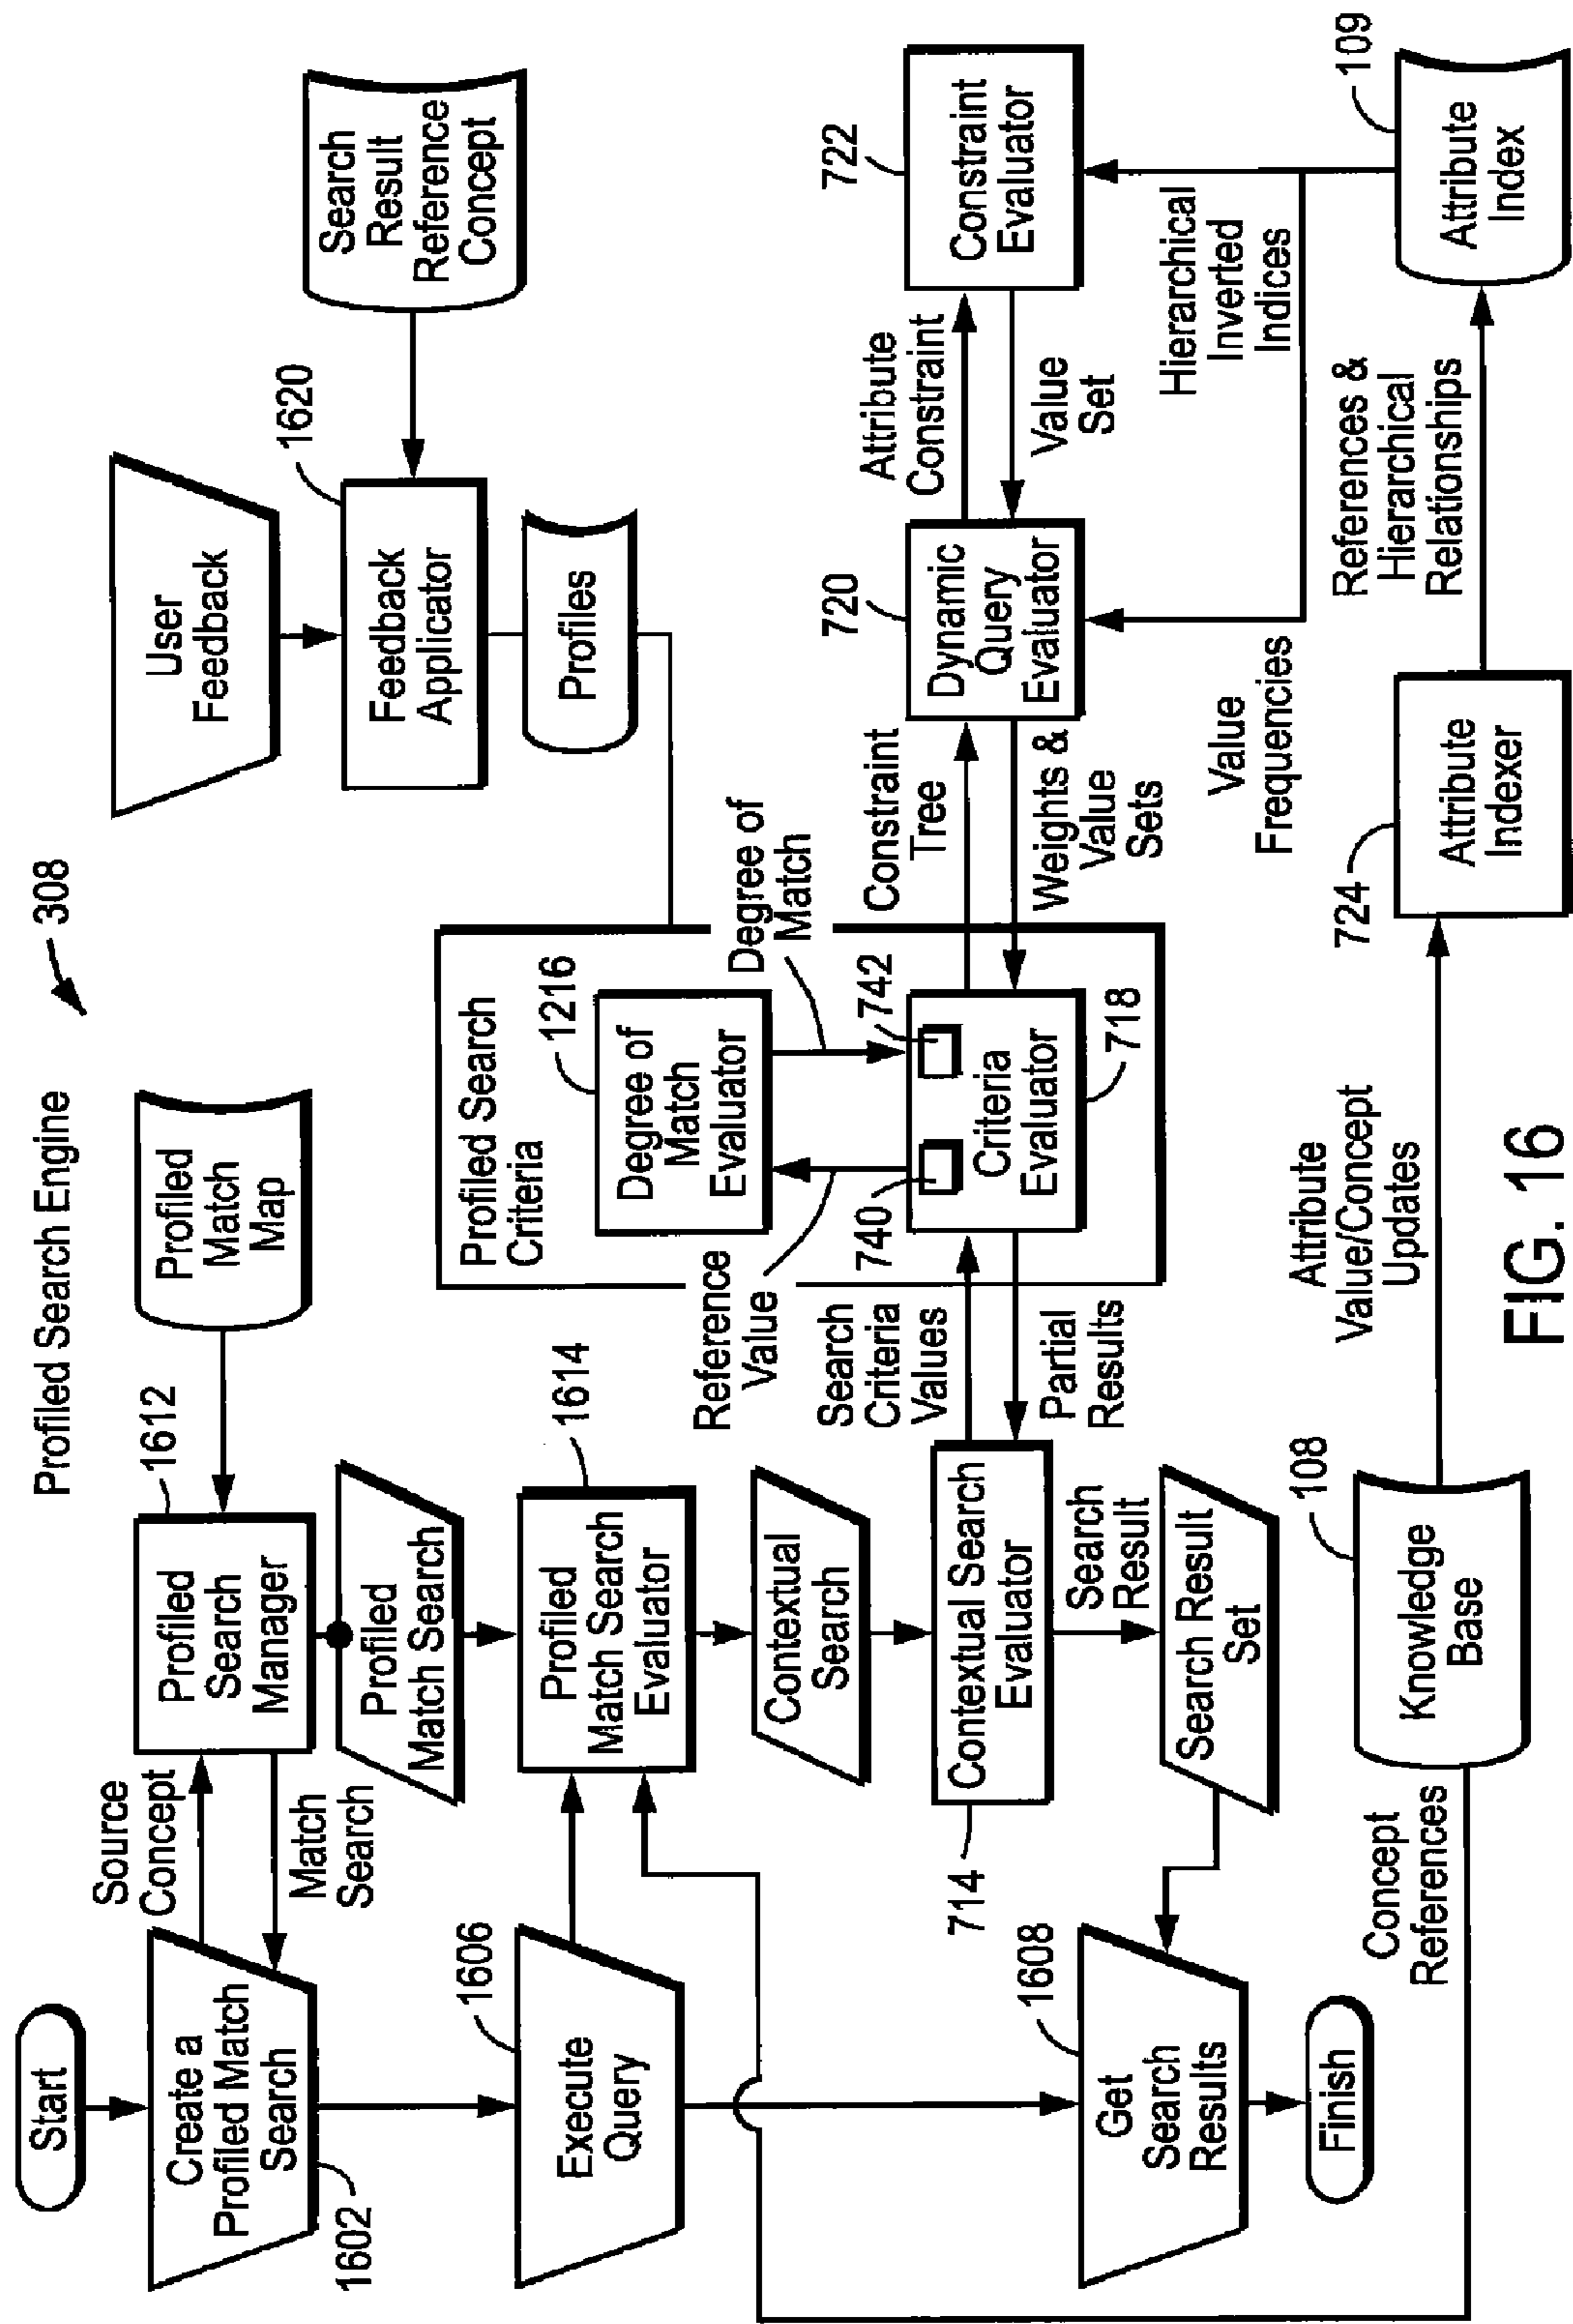 Profiled Search Engine
308
Start
Create a
Profiled Match
Search
1602
Source
Concept
Match
Search
Profiled
Search
Manager
1612
Profiled
Match
Map
Profiled
Match Search
Execute
Query
1606
Profiled
Match Search
Evaluator
1614
Contextual
Search
Contextual Search
Evaluator
714
Search
Result
Search Result
Set
Get
Search
Results
1608
Finish
Concept
References
Knowledge
Base
108
User
Feedback
Feedback
Applicator
1620
Search
Result
Reference
Concept
Profiles
Profiled Search
Criteria
Degree of
Match
Evaluator
1216
Degree of
Match
Reference
Value
740
742
Criteria
Evaluator
718
Search
Criteria
Values
Partial
Results
Constraint
Tree
Weights &
Value
Sets
Dynamic
Query
Evaluator
720
Attribute
Constraint
Value
Set
Constraint
Evaluator
722
Hierarchical
Inverted
Indices
Value
Frequencies
Attribute
Value/Concept
Updates
Attribute
Indexer
724
References &
Hierarchical
Relationships
Attribute
Index
109
FIG. 16